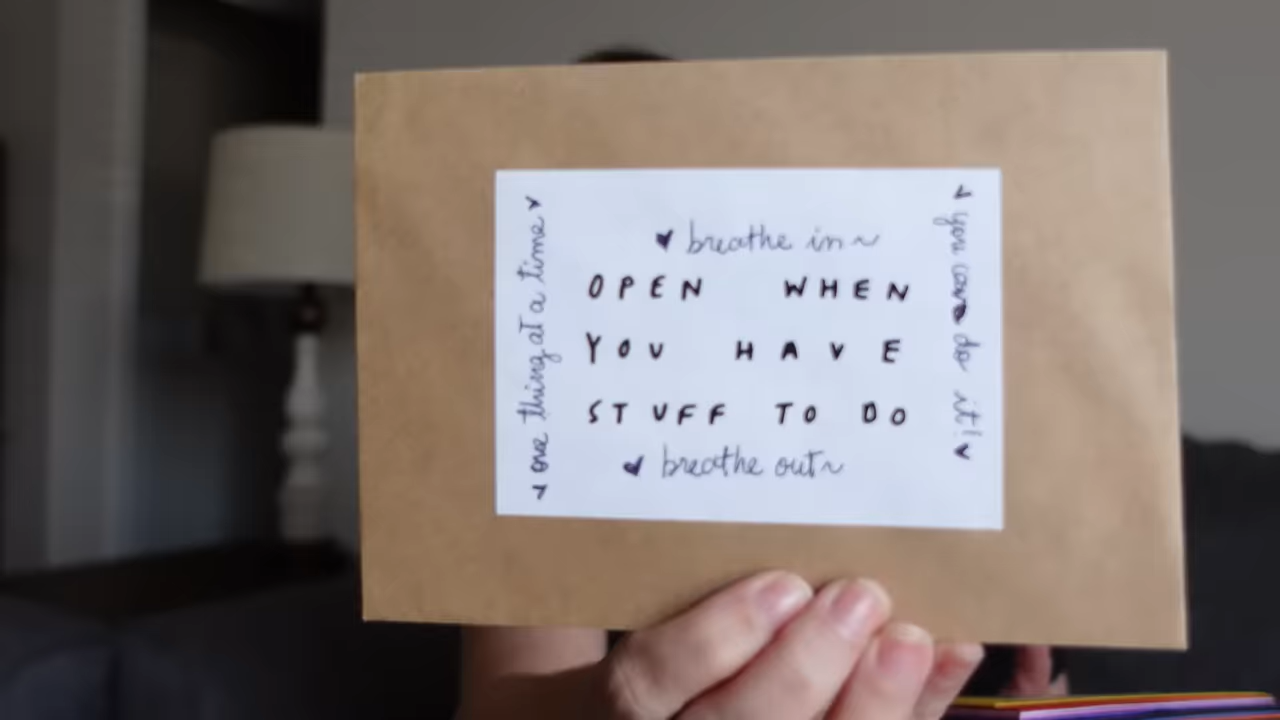 one thing at a time
breathe in~
OPEN WHEN
YOU HAVE
STUFF TO DO
breathe out~
you can do it!